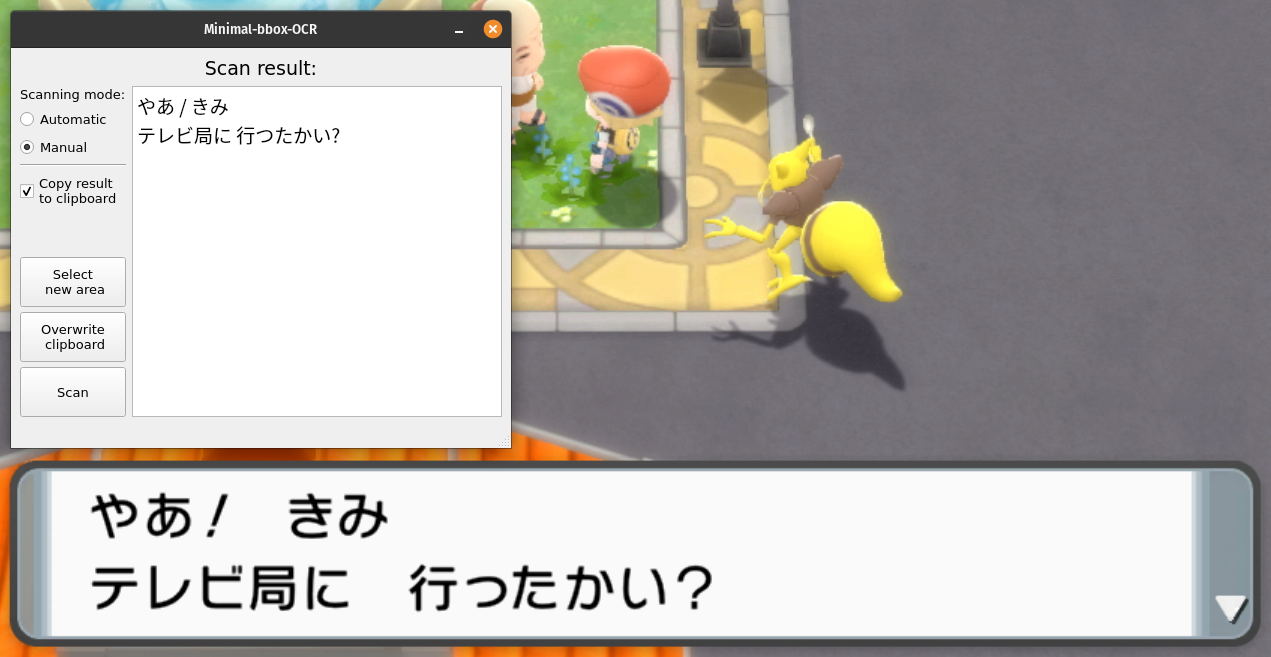 Minimal-bbox-OCR
Scan result:
Scanning mode:
Automatic
Manual
Copy result
to clipboard
Select
new area
Overwrite
clipboard
Scan
やあ / きみ
テレビ局に 行つたかい?
やあ！　きみ
テレビ局に　行ったかい？